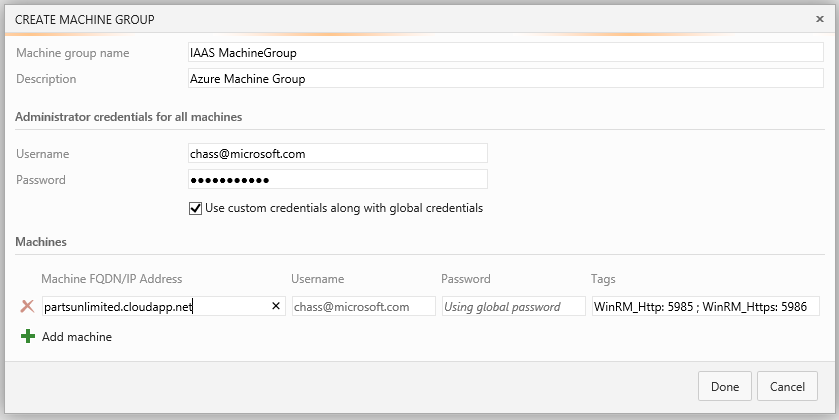 CREATE MACHINE GROUP
Machine group name IAAS MachineGroup
Description Azure Machine Group
Administrator credentials for all machines
Username chass@microsoft.com
Password ●●●●●●●●●●●
Use custom credentials along with global credentials
Machines
Machine FQDN/IP Address Username Password Tags
partsunlimited.cloudapp.net chass@microsoft.com Using global password WinRM_Http: 5985 ; WinRM_Https: 5986
Add machine
Done Cancel